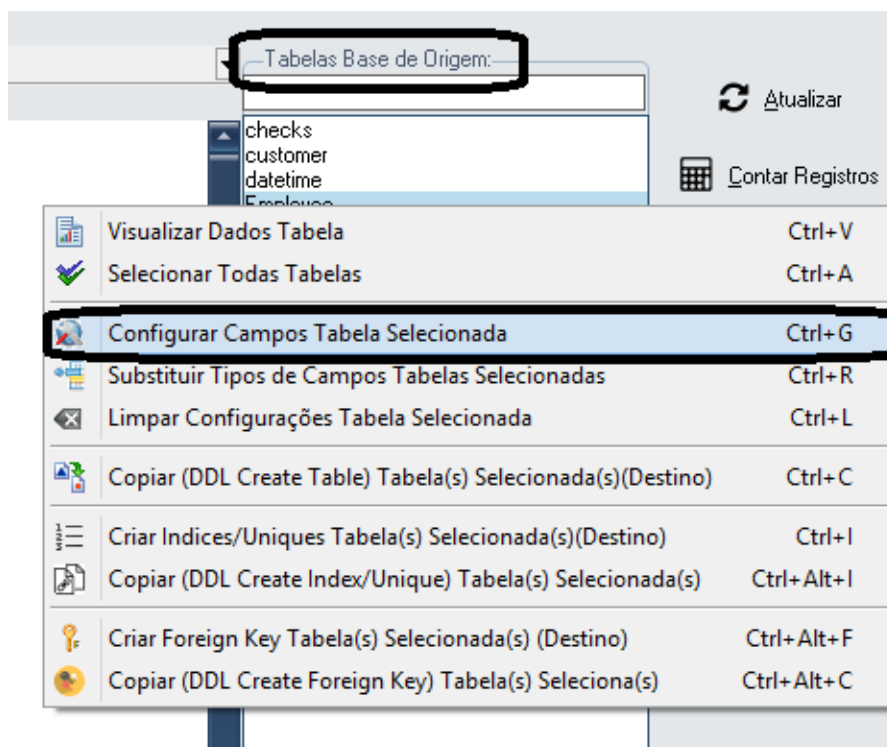 Tabelas Base de Origem:
Atualizar
checks
customer
datetime
Contar Registros
Employee
Visualizar Dados Tabela Ctrl+V
Selecionar Todas Tabelas Ctrl+A
Configurar Campos Tabela Selecionada Ctrl+G
Substituir Tipos de Campos Tabelas Selecionadas Ctrl+R
Limpar Configurações Tabela Selecionada Ctrl+L
Copiar (DDL Create Table) Tabela(s) Selecionada(s)(Destino) Ctrl+C
Criar Indices/Uniques Tabela(s) Selecionada(s)(Destino) Ctrl+I
Copiar (DDL Create Index/Unique) Tabela(s) Selecionada(s) Ctrl+Alt+I
Criar Foreign Key Tabela(s) Selecionada(s) (Destino) Ctrl+Alt+F
Copiar (DDL Create Foreign Key) Tabela(s) Seleciona(s) Ctrl+Alt+C